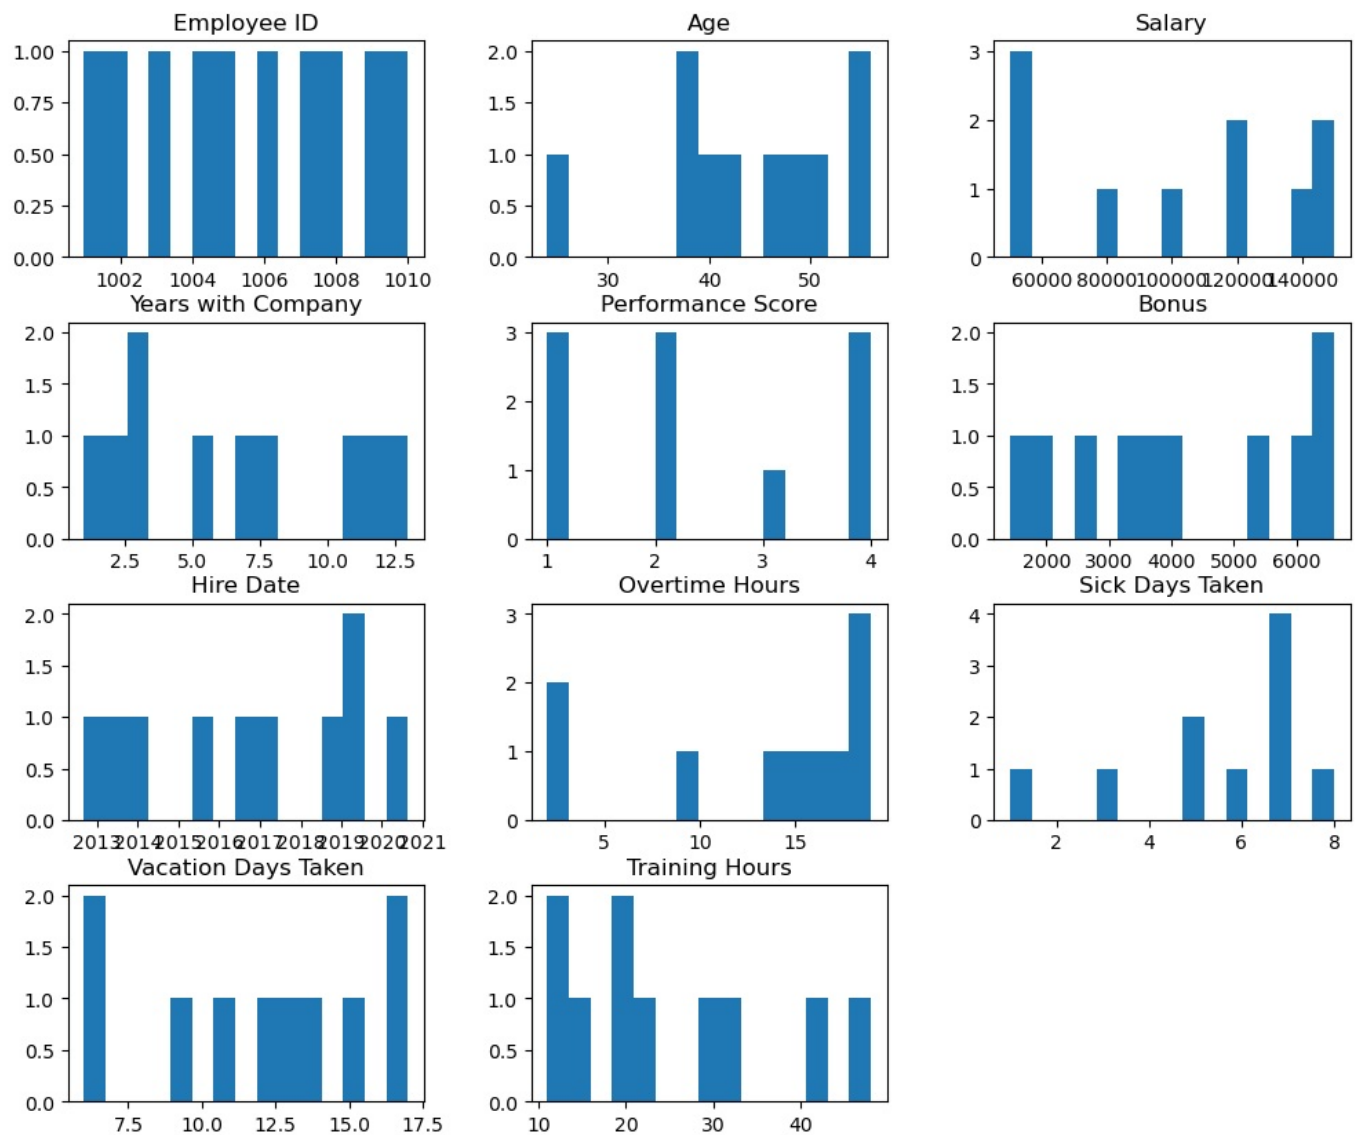 Employee ID Age Salary
1.00 2.0 3
0.75 1.5 2
0.50 1.0
0.25 0.5 1
0.00 0.0 0
1002 1004 1006 1008 1010 30 40 50 60000 80000 100000 120000 140000
Years with Company Performance Score Bonus
2.0 3 2.0
1.5 2 1.5
1.0 1.0
0.5 1 0.5
0.0 0 0.0
2.5 5.0 7.5 10.0 12.5 1 2 3 4 2000 3000 4000 5000 6000
Hire Date Overtime Hours Sick Days Taken
2.0 3 4
1.5 2 3
1.0 2
0.5 1 1
0.0 0 0
2013 2014 2015 2016 2017 2018 2019 2020 2021 5 10 15 2 4 6 8
Vacation Days Taken Training Hours
2.0 2.0
1.5 1.5
1.0 1.0
0.5 0.5
0.0 0.0
7.5 10.0 12.5 15.0 17.5 10 20 30 40